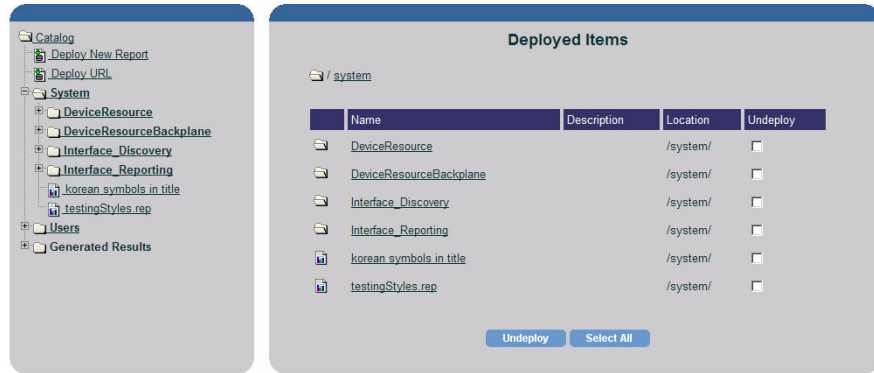 Catalog
Deploy New Report
Deploy URL
System
DeviceResource
DeviceResourceBackplane
Interface_Discovery
Interface_Reporting
korean symbols in title
testingStyles.rep
Users
Generated Results
Deployed Items
/ system
Name Description Location Undeploy
DeviceResource /system/
DeviceResourceBackplane /system/
Interface_Discovery /system/
Interface_Reporting /system/
korean symbols in title /system/
testingStyles.rep /system/
Undeploy Select All